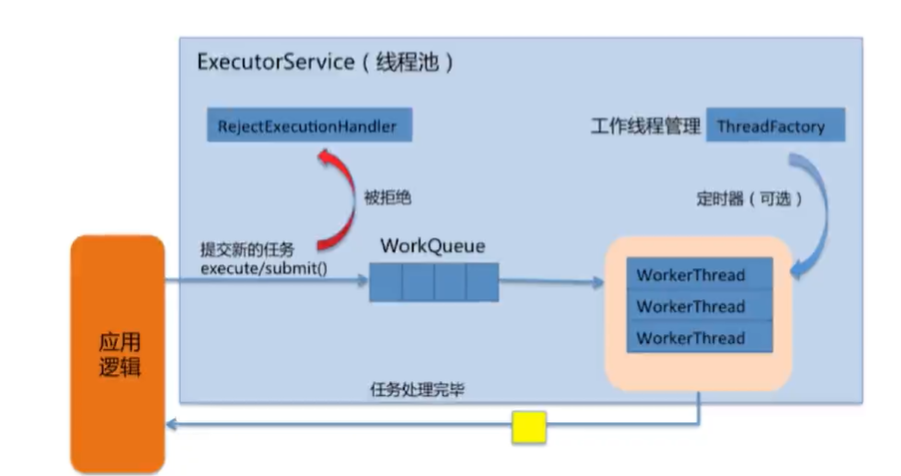 ExecutorService（线程池）
RejectExecutionHandler
工作线程管理
ThreadFactory
被拒绝
定时器（可选）
提交新的任务
execute/submit()
WorkQueue
WorkerThread
WorkerThread
WorkerThread
应用
逻辑
任务处理完毕